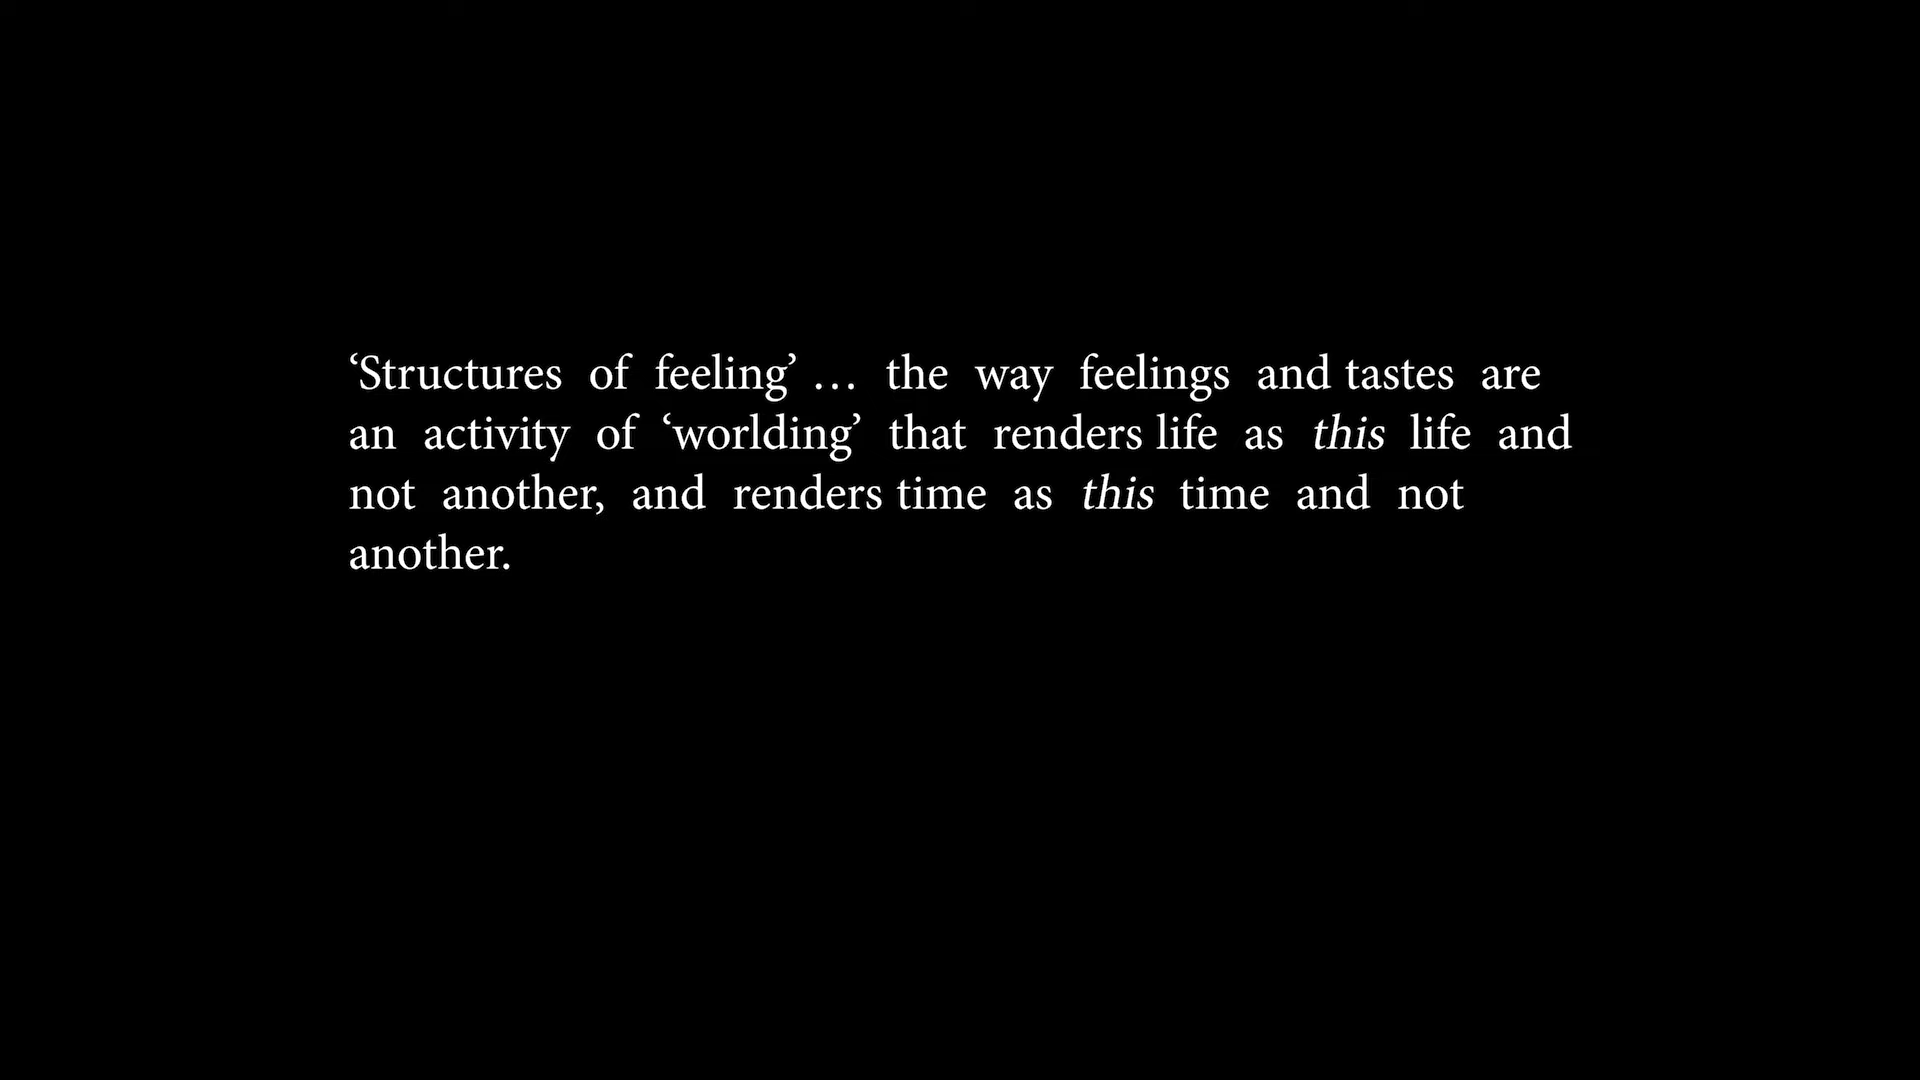 ‘Structures of feeling’ … the way feelings and tastes are
an activity of ‘worlding’ that renders life as this life and
not another, and renders time as this time and not
another.